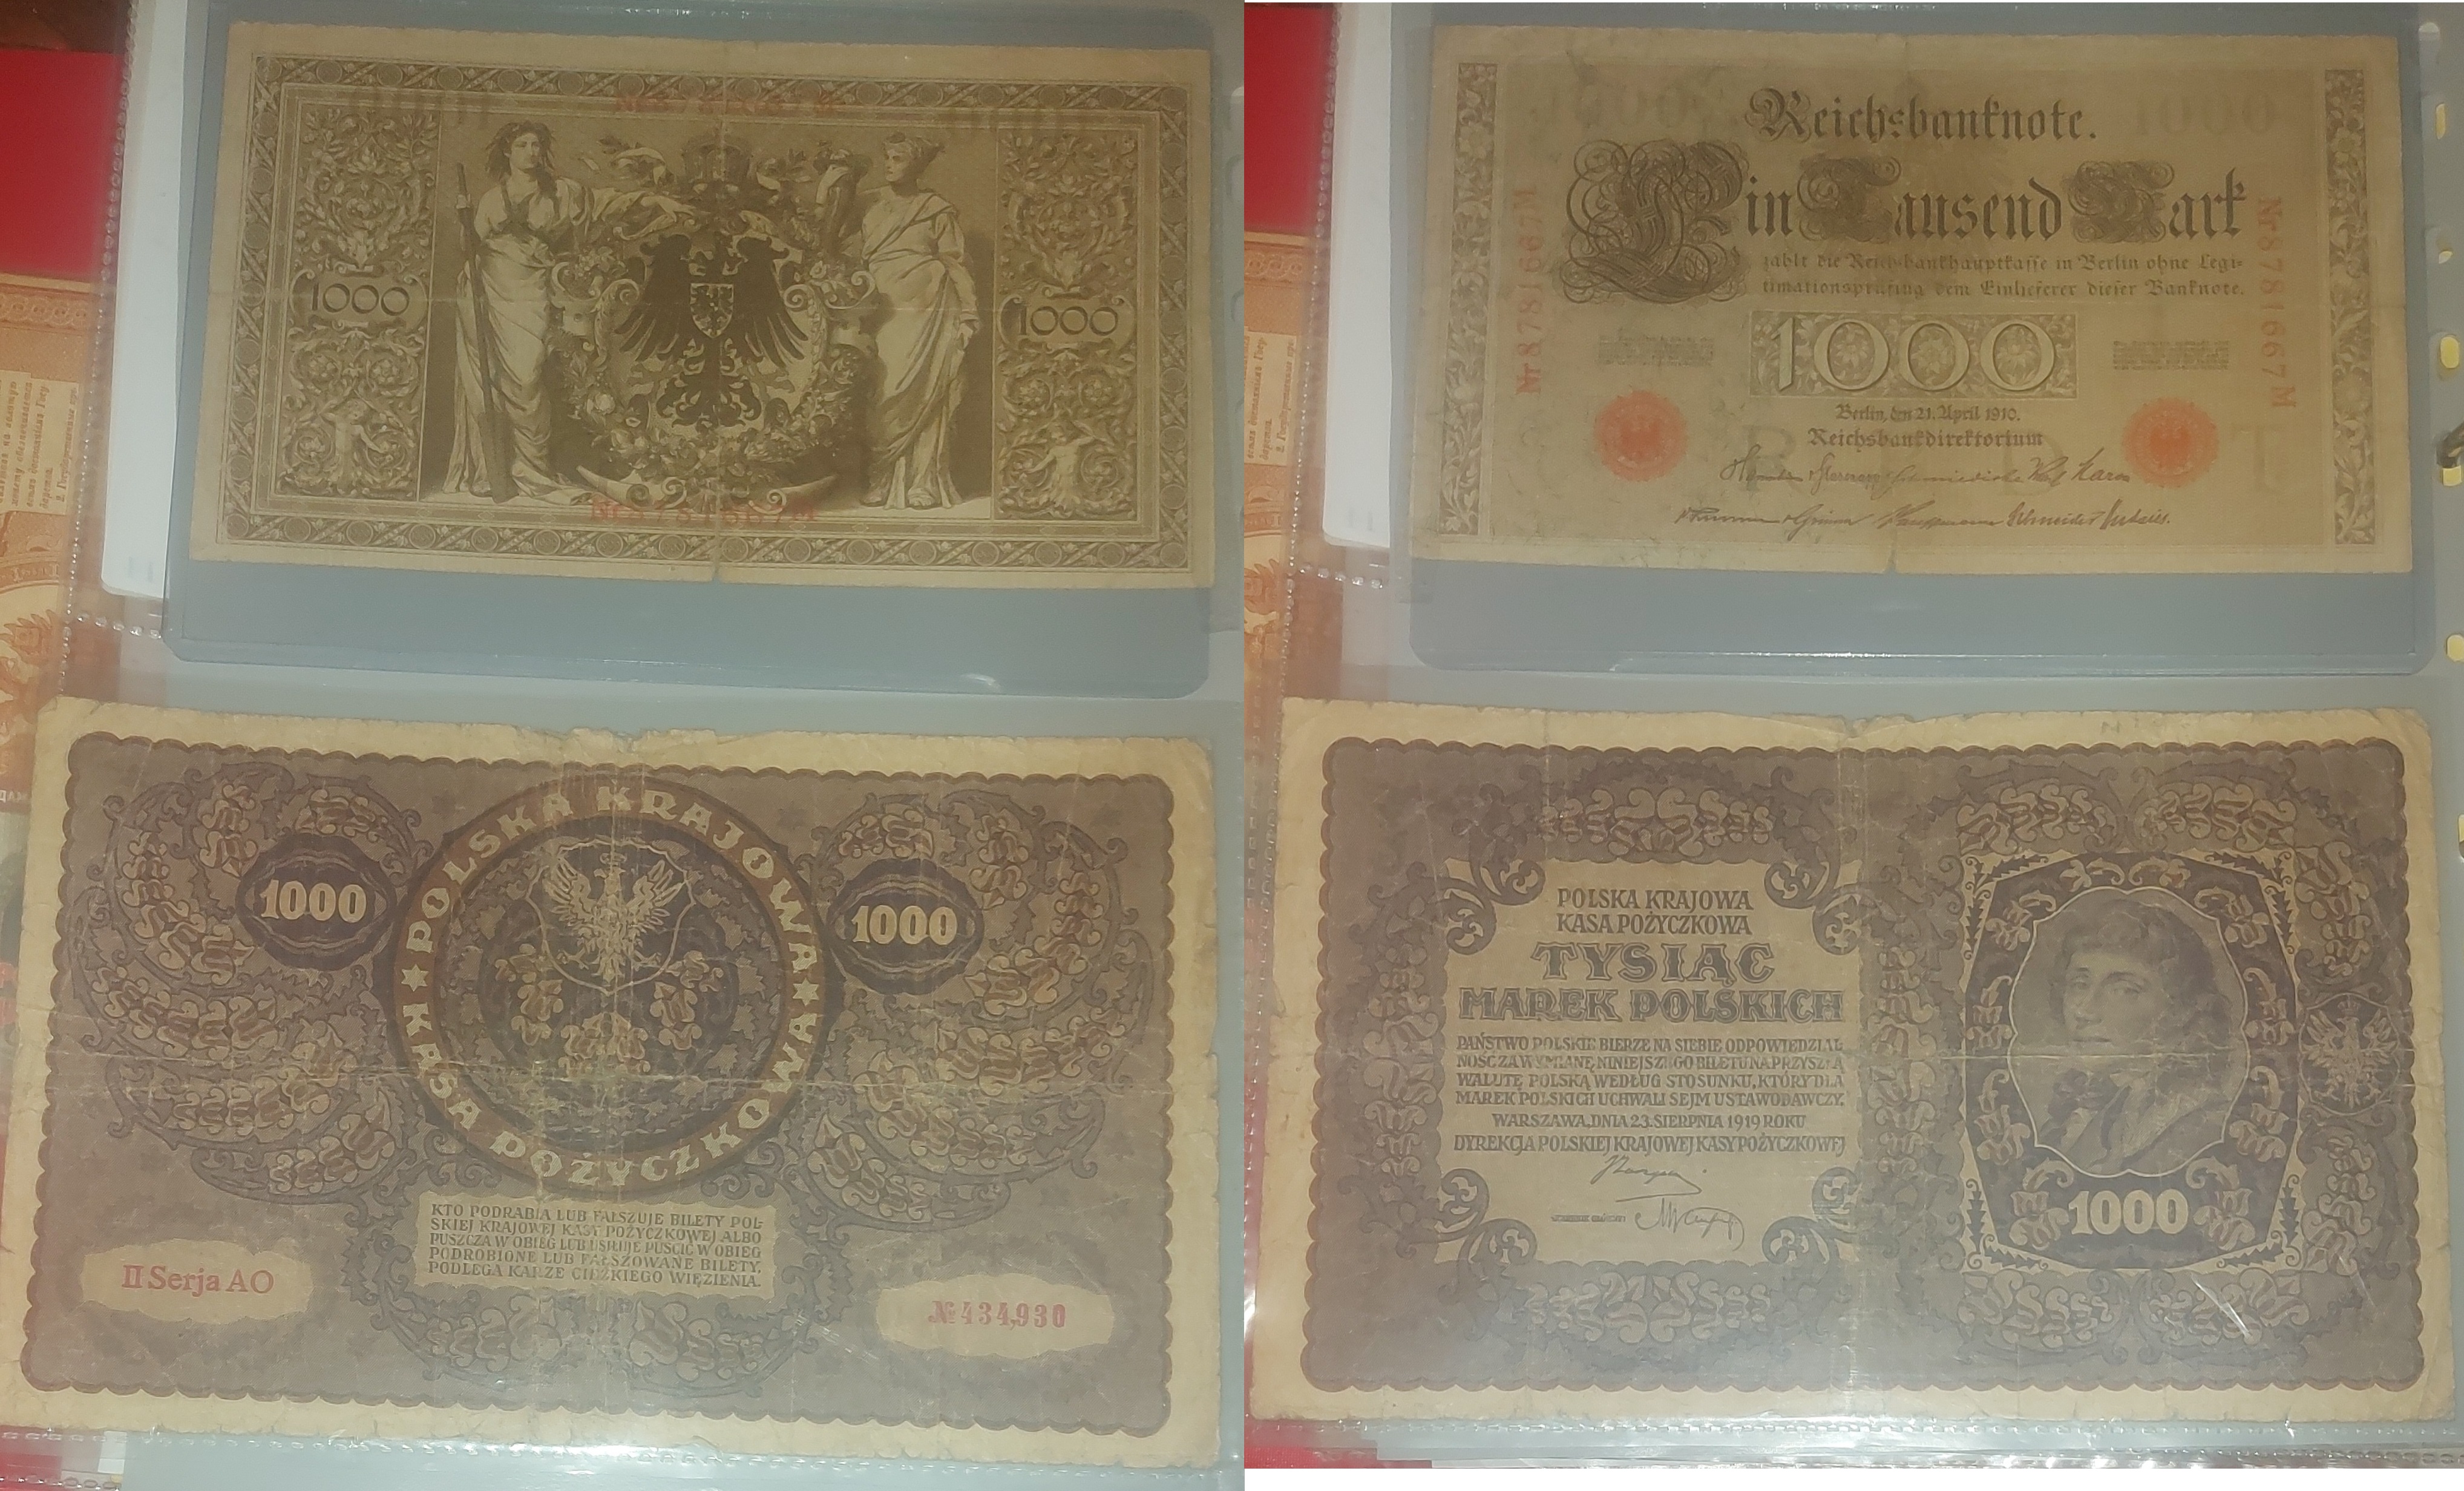 1000
1000
Reichsbanknote.
Ein Tausend Mark
zahlt die Reichsbankhauptkasse in Berlin ohne Legi-
timationsprüfung dem Einlieferer dieser Banknote.
1000
Berlin, den 21. April 1910.
Reichsbankdirektorium
Nr 8781667 M
Nr 8781667 M
POLSKA KRAJOWA
KASA POŻYCZKOWA
1000
1000
KTO PODRABIA LUB FAŁSZUJE BILETY POL-
SKIEJ KRAJOWEJ KASY POŻYCZKOWEJ ALBO
PUSZCZA W OBIEG LUB USIŁUJE PUŚCIĆ W OBIEG
PODROBIONE LUB FAŁSZOWANE BILETY,
PODLEGA KARZE CIĘŻKIEGO WIĘZIENIA.
II Serja AO
№ 434,930
POLSKA KRAJOWA
KASA POŻYCZKOWA
TYSIĄC
MAREK POLSKICH
PAŃSTWO POLSKIE BIERZE NA SIEBIE ODPOWIEDZIAL
NOŚĆ ZA WYMIANĘ NINIEJSZEGO BILETU NA PRZYSZŁĄ
WALUTĘ POLSKĄ WEDŁUG STOSUNKU, KTÓRY DLA
MAREK POLSKICH UCHWALI SEJM USTAWODAWCZY.
WARSZAWA, DNIA 23. SIERPNIA 1919 ROKU
DYREKCJA POLSKIEJ KRAJOWEJ KASY POŻYCZKOWEJ
1000